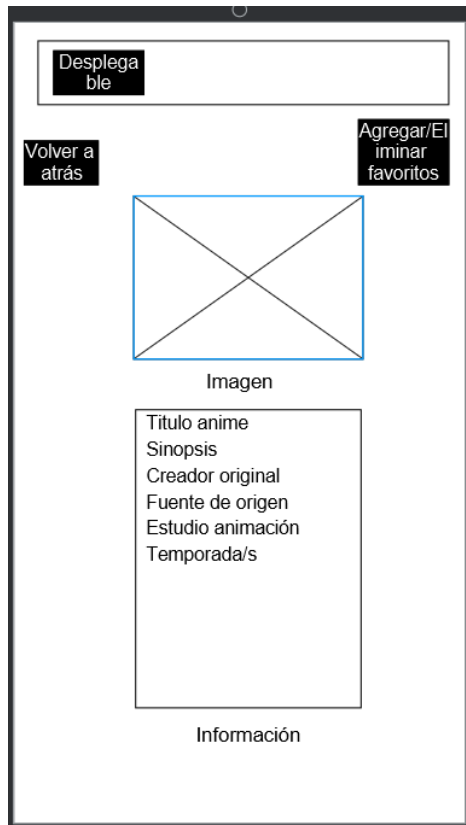 Desplega
ble
Volver a
atrás
Agregar/El
iminar
favoritos
Imagen
Titulo anime
Sinopsis
Creador original
Fuente de origen
Estudio animación
Temporada/s
Información